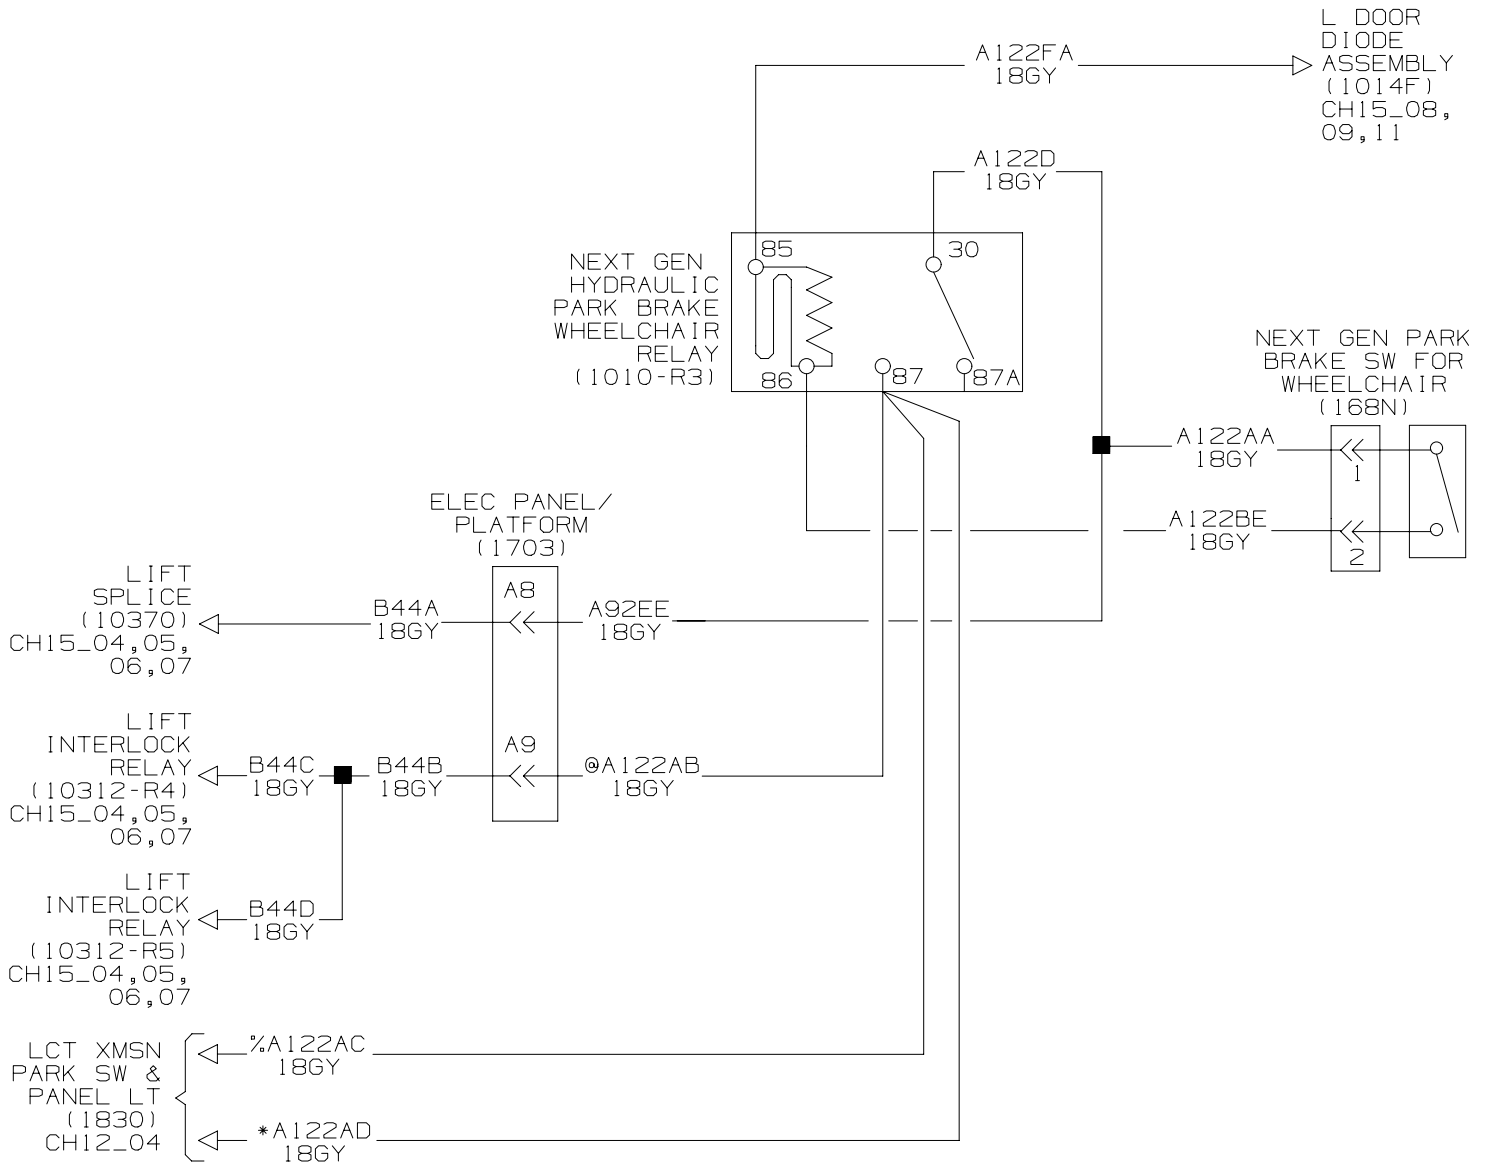 L DOOR
DIODE
ASSEMBLY
(1014F)
CH15_08,
09,11
A122FA
18GY
A122D
18GY
NEXT GEN
HYDRAULIC
PARK BRAKE
WHEELCHAIR
RELAY
(1010-R3)
85
30
86
87
87A
NEXT GEN PARK
BRAKE SW FOR
WHEELCHAIR
(168N)
A122AA
18GY
1
A122BE
18GY
2
ELEC PANEL/
PLATFORM
(1703)
A8
A9
LIFT
SPLICE
(10370)
CH15_04,05,
06,07
B44A
18GY
A92EE
18GY
LIFT
INTERLOCK
RELAY
(10312-R4)
CH15_04,05,
06,07
B44C
18GY
B44B
18GY
@A122AB
18GY
LIFT
INTERLOCK
RELAY
(10312-R5)
CH15_04,05,
06,07
B44D
18GY
LCT XMSN
PARK SW &
PANEL LT
(1830)
CH12_04
%A122AC
18GY
*A122AD
18GY